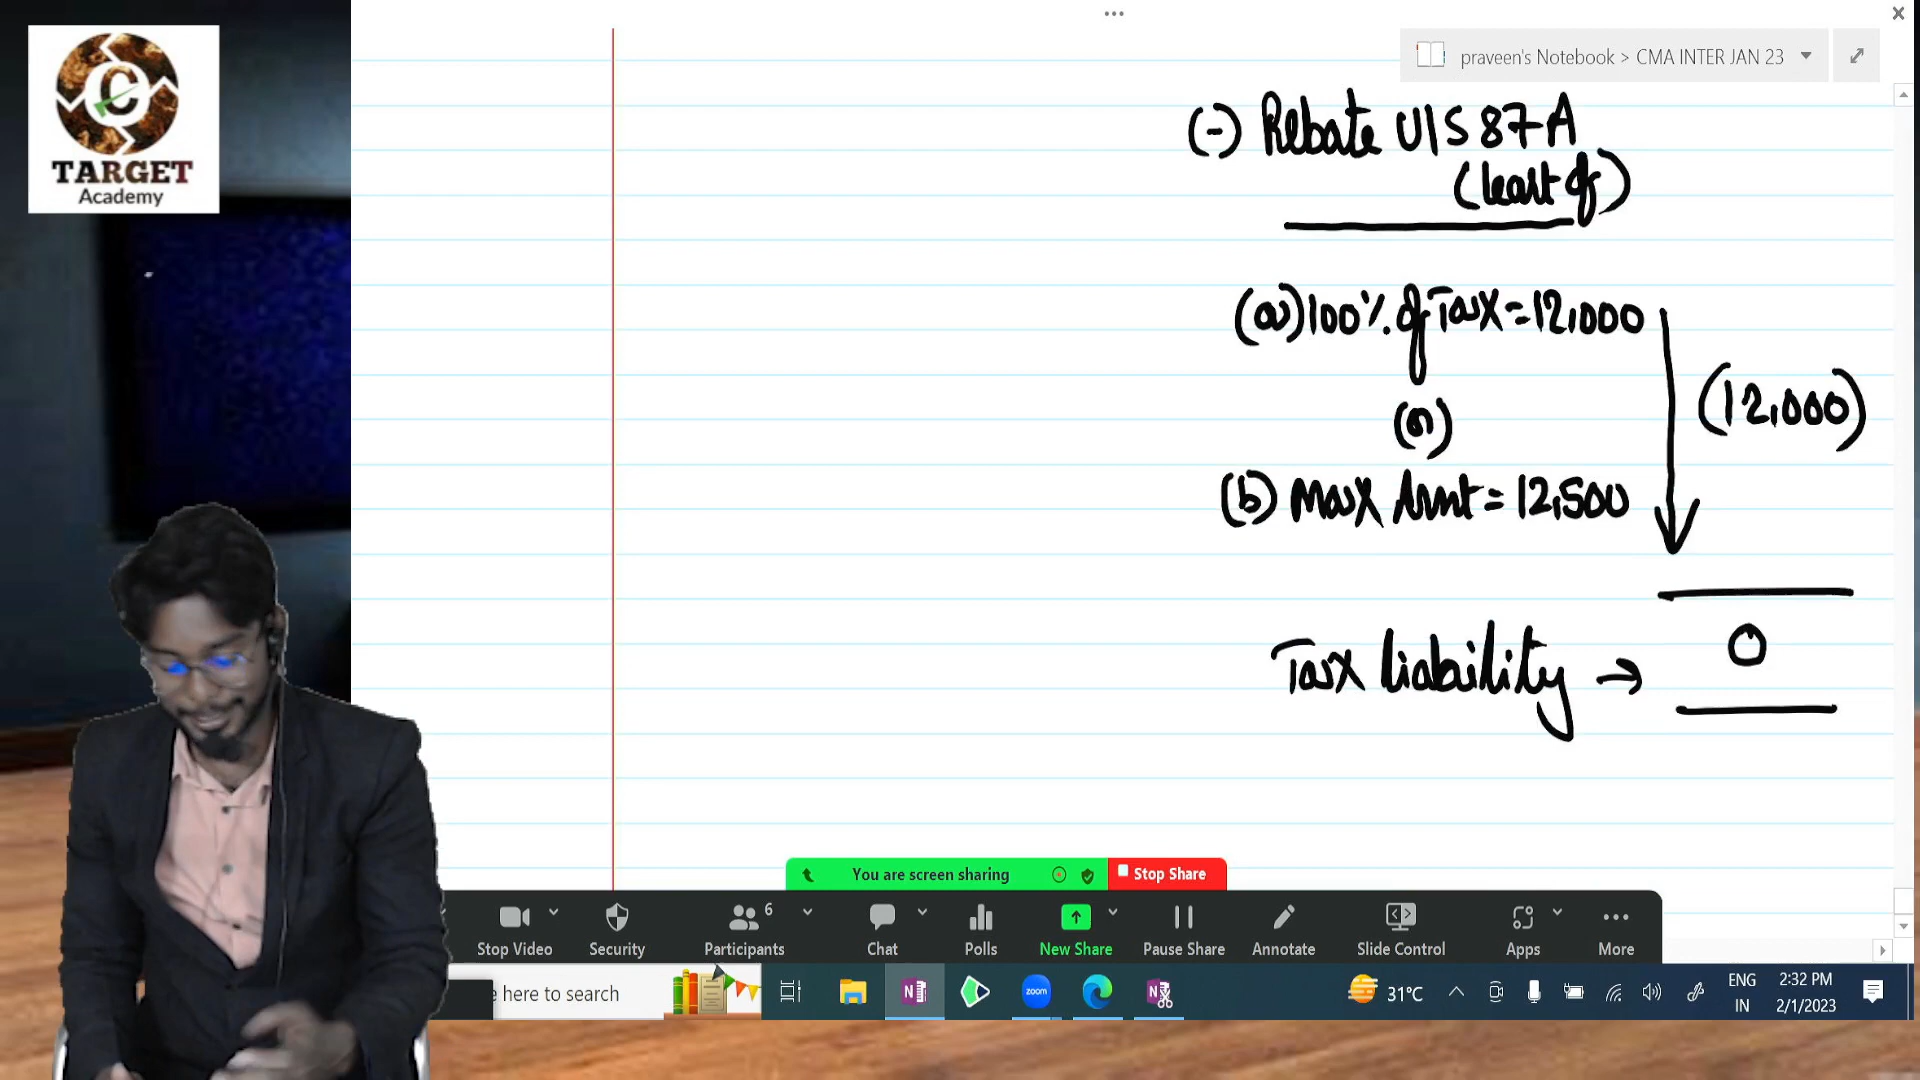 C
TARGET
Academy
praveen's Notebook > CMA INTER JAN 23
(-) Rebate U/S 87-A
(least of)
(a) 100% of Tax = 12,000
(12,000)
(or)
(b) Max Amt = 12,500
Tax liability → 0
You are screen sharing
Stop Share
Stop Video
Security
Participants 6
Chat
Polls
New Share
Pause Share
Annotate
Slide Control
Apps
More
e here to search
N
zoom
N
31°C
ENG
IN
2:32 PM
2/1/2023